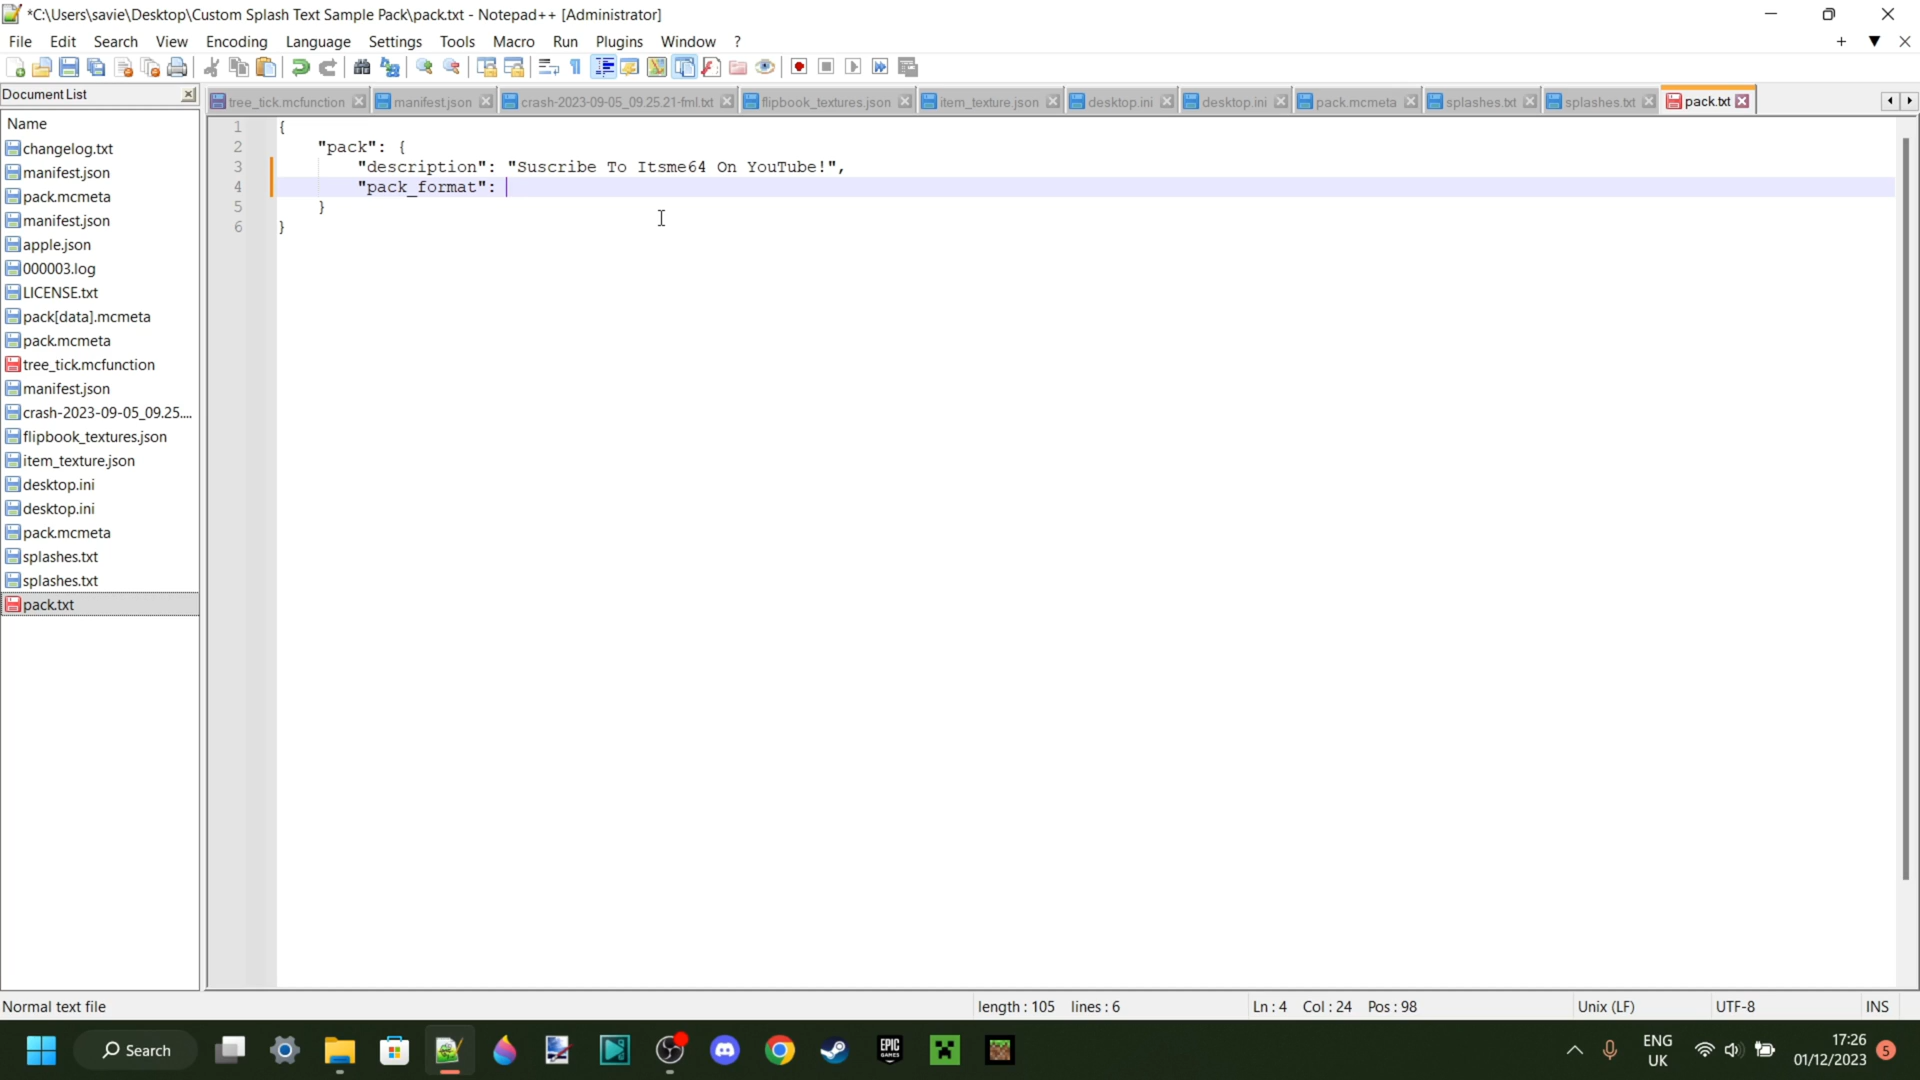 *C:\Users\savie\Desktop\Custom Splash Text Sample Pack\pack.txt - Notepad++ [Administrator]
File Edit Search View Encoding Language Settings Tools Macro Run Plugins Window ?
Document List
tree_tick.mcfunction manifest.json crash-2023-09-05_09.25.21-fml.txt flipbook_textures.json item_texture.json desktop.ini desktop.ini pack.mcmeta splashes.txt splashes.txt pack.txt
Name
changelog.txt
manifest.json
pack.mcmeta
manifest.json
apple.json
000003.log
LICENSE.txt
pack[data].mcmeta
pack.mcmeta
tree_tick.mcfunction
manifest.json
crash-2023-09-05_09.25....
flipbook_textures.json
item_texture.json
desktop.ini
desktop.ini
pack.mcmeta
splashes.txt
splashes.txt
pack.txt
1 {
2 "pack": {
3 "description": "Suscribe To Itsme64 On YouTube!",
4 "pack_format":
5 }
6 }
Normal text file length : 105 lines : 6 Ln : 4 Col : 24 Pos : 98 Unix (LF) UTF-8 INS
Search
EPIC GAMES
ENG
UK
17:26
01/12/2023
5